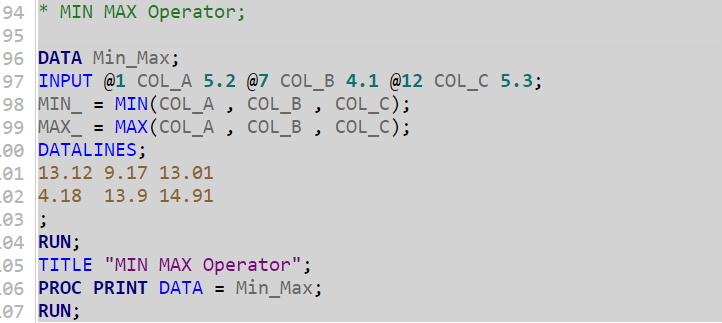 94 * MIN MAX Operator;
95
96 DATA Min_Max;
97 INPUT @1 COL_A 5.2 @7 COL_B 4.1 @12 COL_C 5.3;
98 MIN_ = MIN(COL_A , COL_B , COL_C);
99 MAX_ = MAX(COL_A , COL_B , COL_C);
00 DATALINES;
01 13.12 9.17 13.01
02 4.18  13.9 14.91
03 ;
04 RUN;
05 TITLE "MIN MAX Operator";
06 PROC PRINT DATA = Min_Max;
07 RUN;